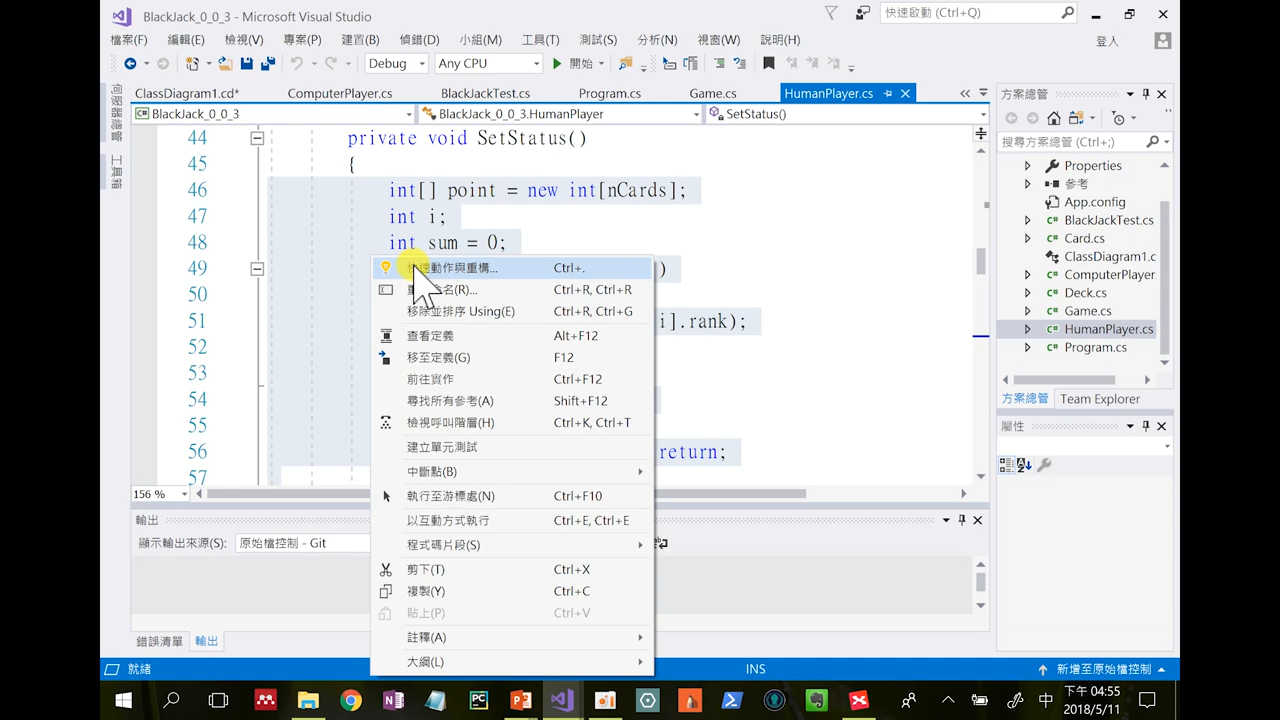 BlackJack_0_0_3 - Microsoft Visual Studio
快速啟動 (Ctrl+Q)
檔案(F) 編輯(E) 檢視(V) 專案(P) 建置(B) 偵錯(D) 小組(M) 工具(T) 測試(S) 分析(N) 視窗(W) 說明(H)
登入
Debug Any CPU 開始
伺服器總管
工具箱
ClassDiagram1.cd* ComputerPlayer.cs BlackJackTest.cs Program.cs Game.cs HumanPlayer.cs
BlackJack_0_0_3 BlackJack_0_0_3.HumanPlayer SetStatus()
44 private void SetStatus()
45 {
46 int[] point = new int[nCards];
47 int i;
48 int sum = 0;
49 )
50
51 i].rank);
52
53
54
55
56 return;
57
快速動作與重構... Ctrl+.
重新命名(R)... Ctrl+R, Ctrl+R
移除並排序 Using(E) Ctrl+R, Ctrl+G
查看定義 Alt+F12
移至定義(G) F12
前往實作 Ctrl+F12
尋找所有參考(A) Shift+F12
檢視呼叫階層(H) Ctrl+K, Ctrl+T
建立單元測試
中斷點(B)
執行至游標處(N) Ctrl+F10
以互動方式執行 Ctrl+E, Ctrl+E
程式碼片段(S)
剪下(T) Ctrl+X
複製(Y) Ctrl+C
貼上(P) Ctrl+V
註釋(A)
大綱(L)
156 %
輸出
顯示輸出來源(S): 原始檔控制 - Git
錯誤清單 輸出
方案總管
搜尋方案總管 (Ctrl+;)
Properties
參考
App.config
BlackJackTest.cs
Card.cs
ClassDiagram1.c
ComputerPlayer.
Deck.cs
Game.cs
HumanPlayer.cs
Program.cs
方案總管 Team Explorer
屬性
就緒 INS 新增至原始檔控制
中 下午 04:55
2018/5/11